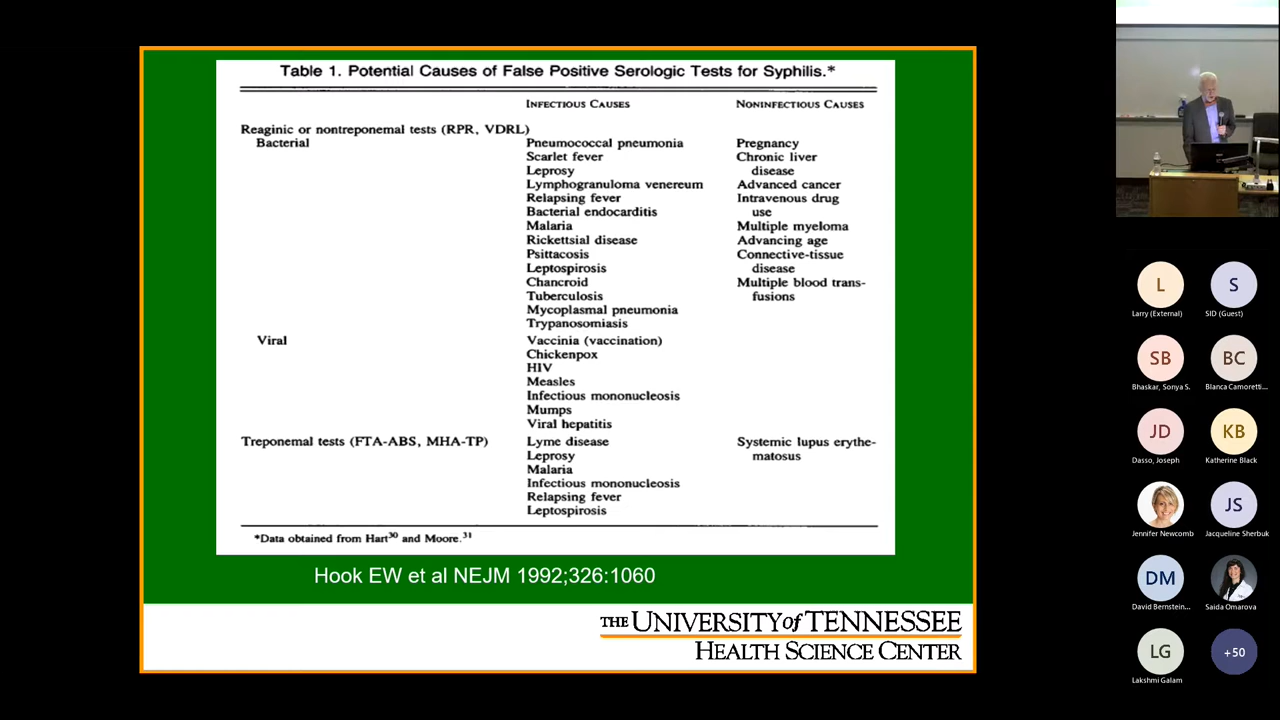 Table 1. Potential Causes of False Positive Serologic Tests for Syphilis.*
INFECTIOUS CAUSES NONINFECTIOUS CAUSES
Reaginic or nontreponemal tests (RPR, VDRL)
Bacterial Pneumococcal pneumonia Pregnancy
Scarlet fever Chronic liver
Leprosy disease
Lymphogranuloma venereum Advanced cancer
Relapsing fever Intravenous drug
Bacterial endocarditis use
Malaria Multiple myeloma
Rickettsial disease Advancing age
Psittacosis Connective-tissue
Leptospirosis disease
Chancroid Multiple blood trans-
Tuberculosis fusions
Mycoplasmal pneumonia
Trypanosomiasis
Viral Vaccinia (vaccination)
Chickenpox
HIV
Measles
Infectious mononucleosis
Mumps
Viral hepatitis
Treponemal tests (FTA-ABS, MHA-TP) Lyme disease Systemic lupus erythe-
Leprosy matosus
Malaria
Infectious mononucleosis
Relapsing fever
Leptospirosis
*Data obtained from Hart30 and Moore.31
Hook EW et al NEJM 1992;326:1060
THE UNIVERSITY of TENNESSEE
HEALTH SCIENCE CENTER
L S
Larry (External) SID (Guest)
SB BC
Bhaskar, Sonya S. Blanca Camoretti...
JD KB
Dasso, Joseph Katherine Black
JS
Jennifer Newcomb Jacqueline Sherbuk
DM
David Bernstein... Saida Omarova
LG +50
Lakshmi Galam